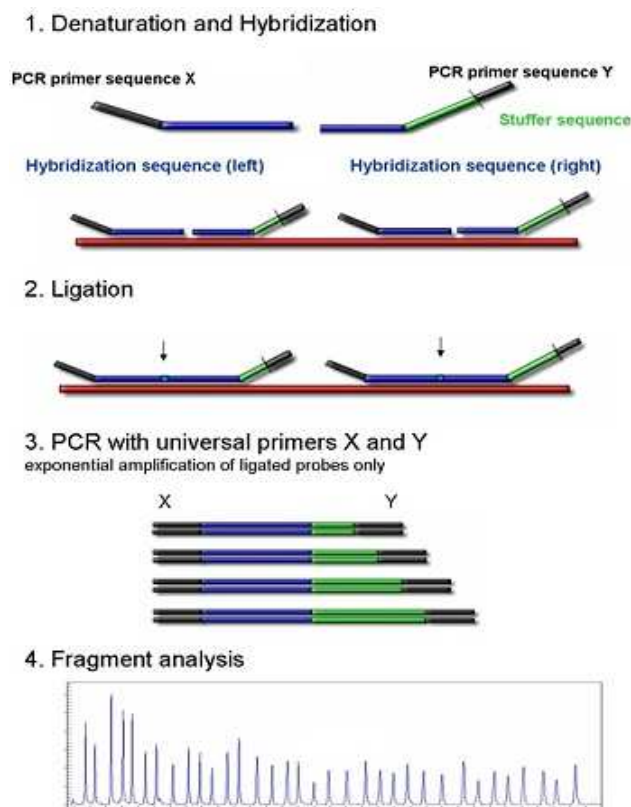 1. Denaturation and Hybridization
PCR primer sequence X
PCR primer sequence Y
Stuffer sequence
Hybridization sequence (left)
Hybridization sequence (right)
2. Ligation
3. PCR with universal primers X and Y
exponential amplification of ligated probes only
X
Y
4. Fragment analysis